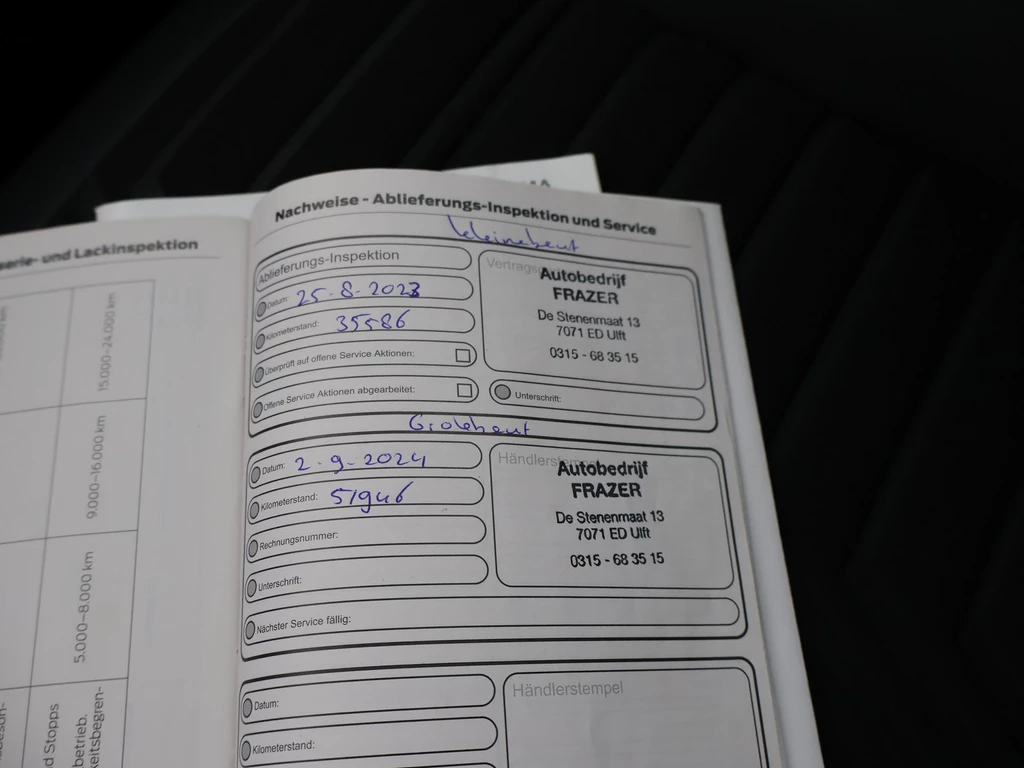 serie- und Lackinspektion
15.000–24.000 km
9.000–16.000 km
5.000–8.000 km
d Stopps
betrieb.
keitsbegren-
Nachweise - Ablieferungs-Inspektion und Service
kleinebeurt
Ablieferungs-Inspektion
Datum: 25-8-2023
Kilometerstand: 35586
Überprüft auf offene Service Aktionen:
Offene Service Aktionen abgearbeitet:
Vertrags
Autobedrijf
FRAZER
De Stenenmaat 13
7071 ED Ulft
0315 - 68 35 15
Unterschrift:
Grotebeurt
Datum: 2-9-2024
Kilometerstand: 51946
Rechnungsnummer:
Unterschrift:
Nächster Service fällig:
Händlerstempel
Autobedrijf
FRAZER
De Stenenmaat 13
7071 ED Ulft
0315 - 68 35 15
Datum:
Kilometerstand:
Händlerstempel